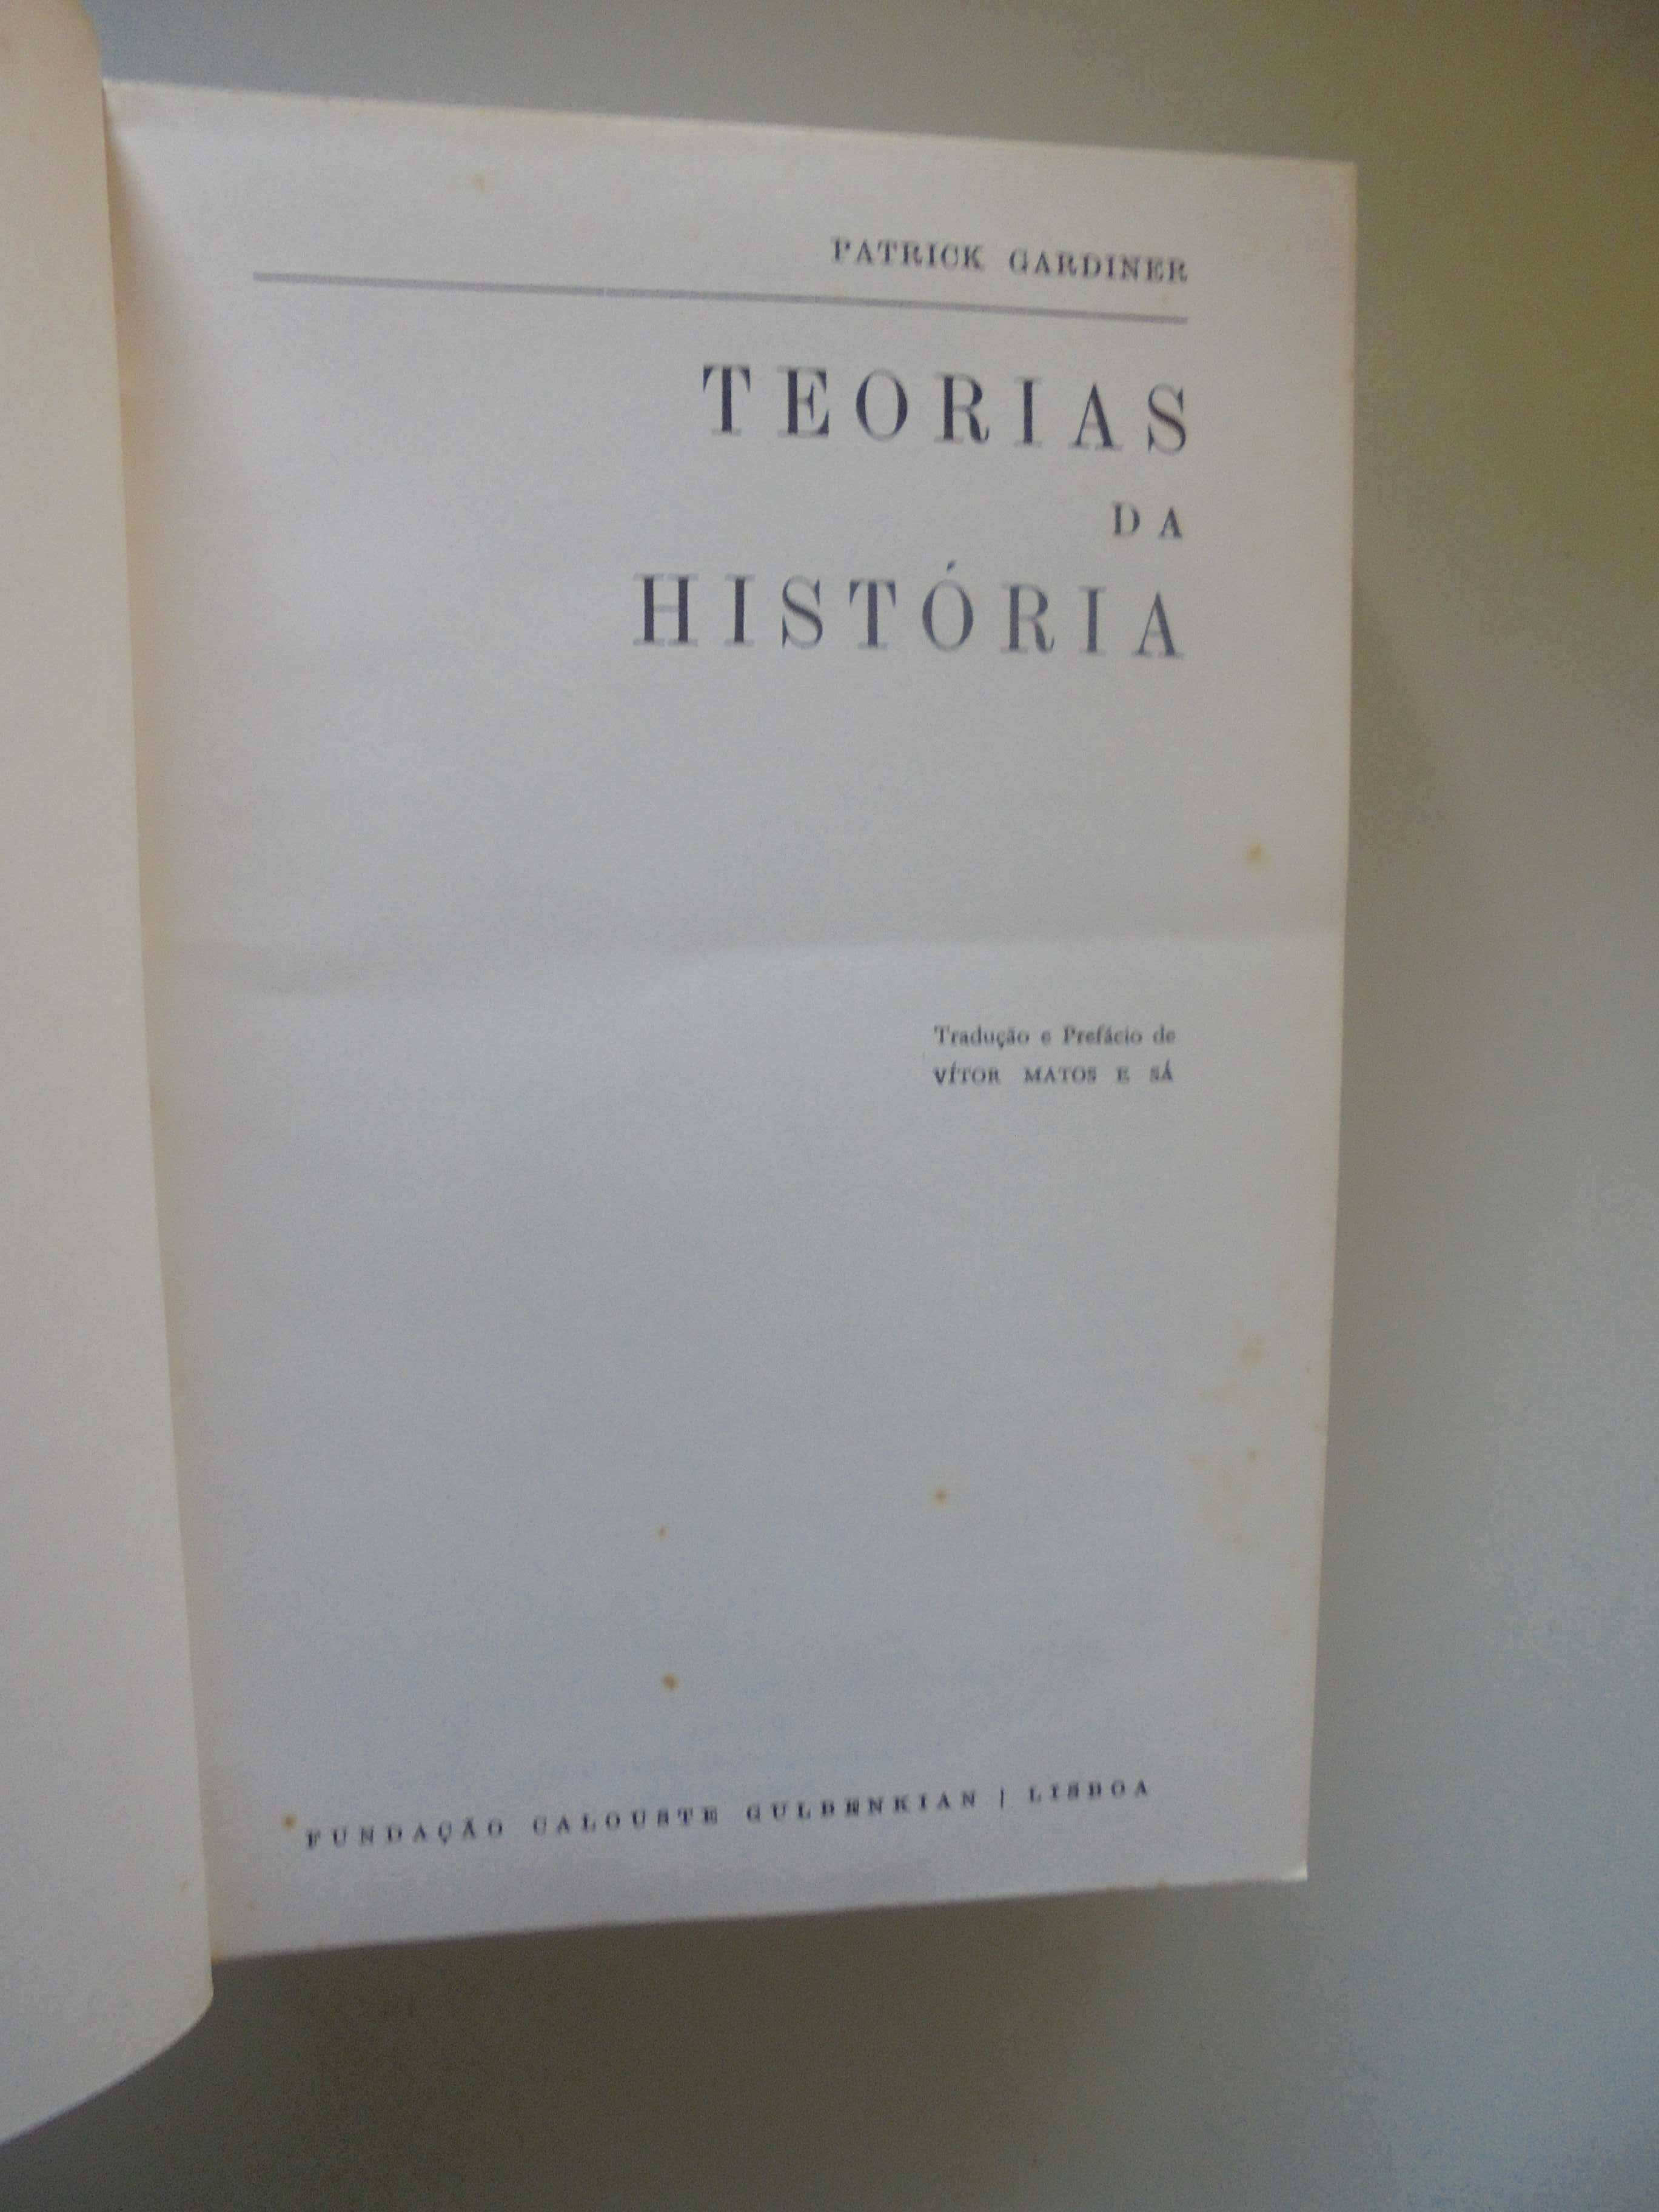 PATRICK GARDINER
TEORIAS
DA
HISTÓRIA
Tradução e Prefácio de
VÍTOR MATOS E SÁ
FUNDAÇÃO CALOUSTE GULBENKIAN | LISBOA